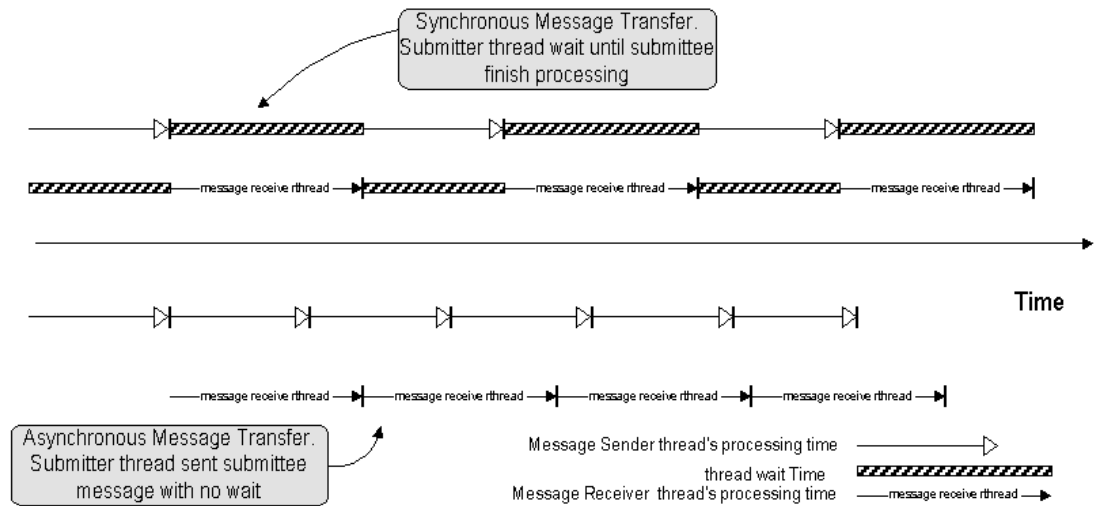 Synchronous Message Transfer.
Submitter thread wait until submittee
finish processing
message receive rthread
message receive rthread
message receive rthread
Time
message receive rthread
message receive rthread
message receive rthread
message receive rthread
Asynchronous Message Transfer.
Submitter thread sent submittee
message with no wait
Message Sender thread's processing time
thread wait Time
Message Receiver thread's processing time
message receive rthread